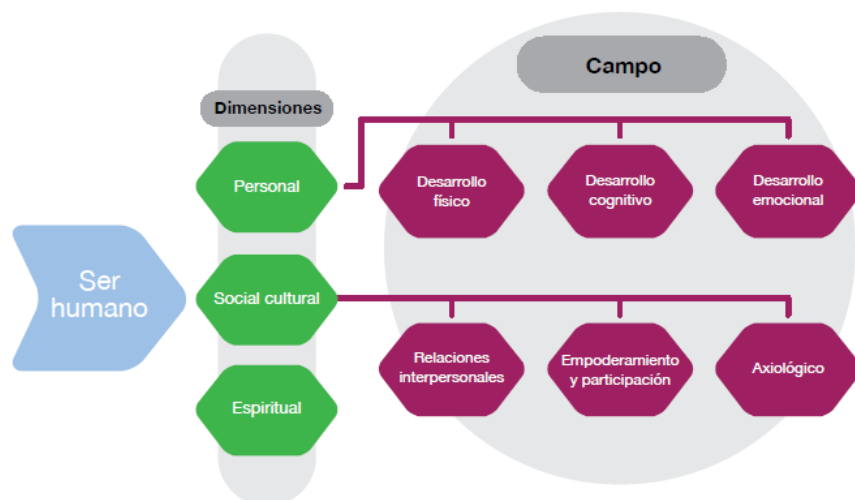 Campo
Dimensiones
Personal
Desarrollo
físico
Desarrollo
cognitivo
Desarrollo
emocional
Ser
humano
Social cultural
Relaciones
interpersonales
Empoderamiento
y participación
Axiológico
Espiritual